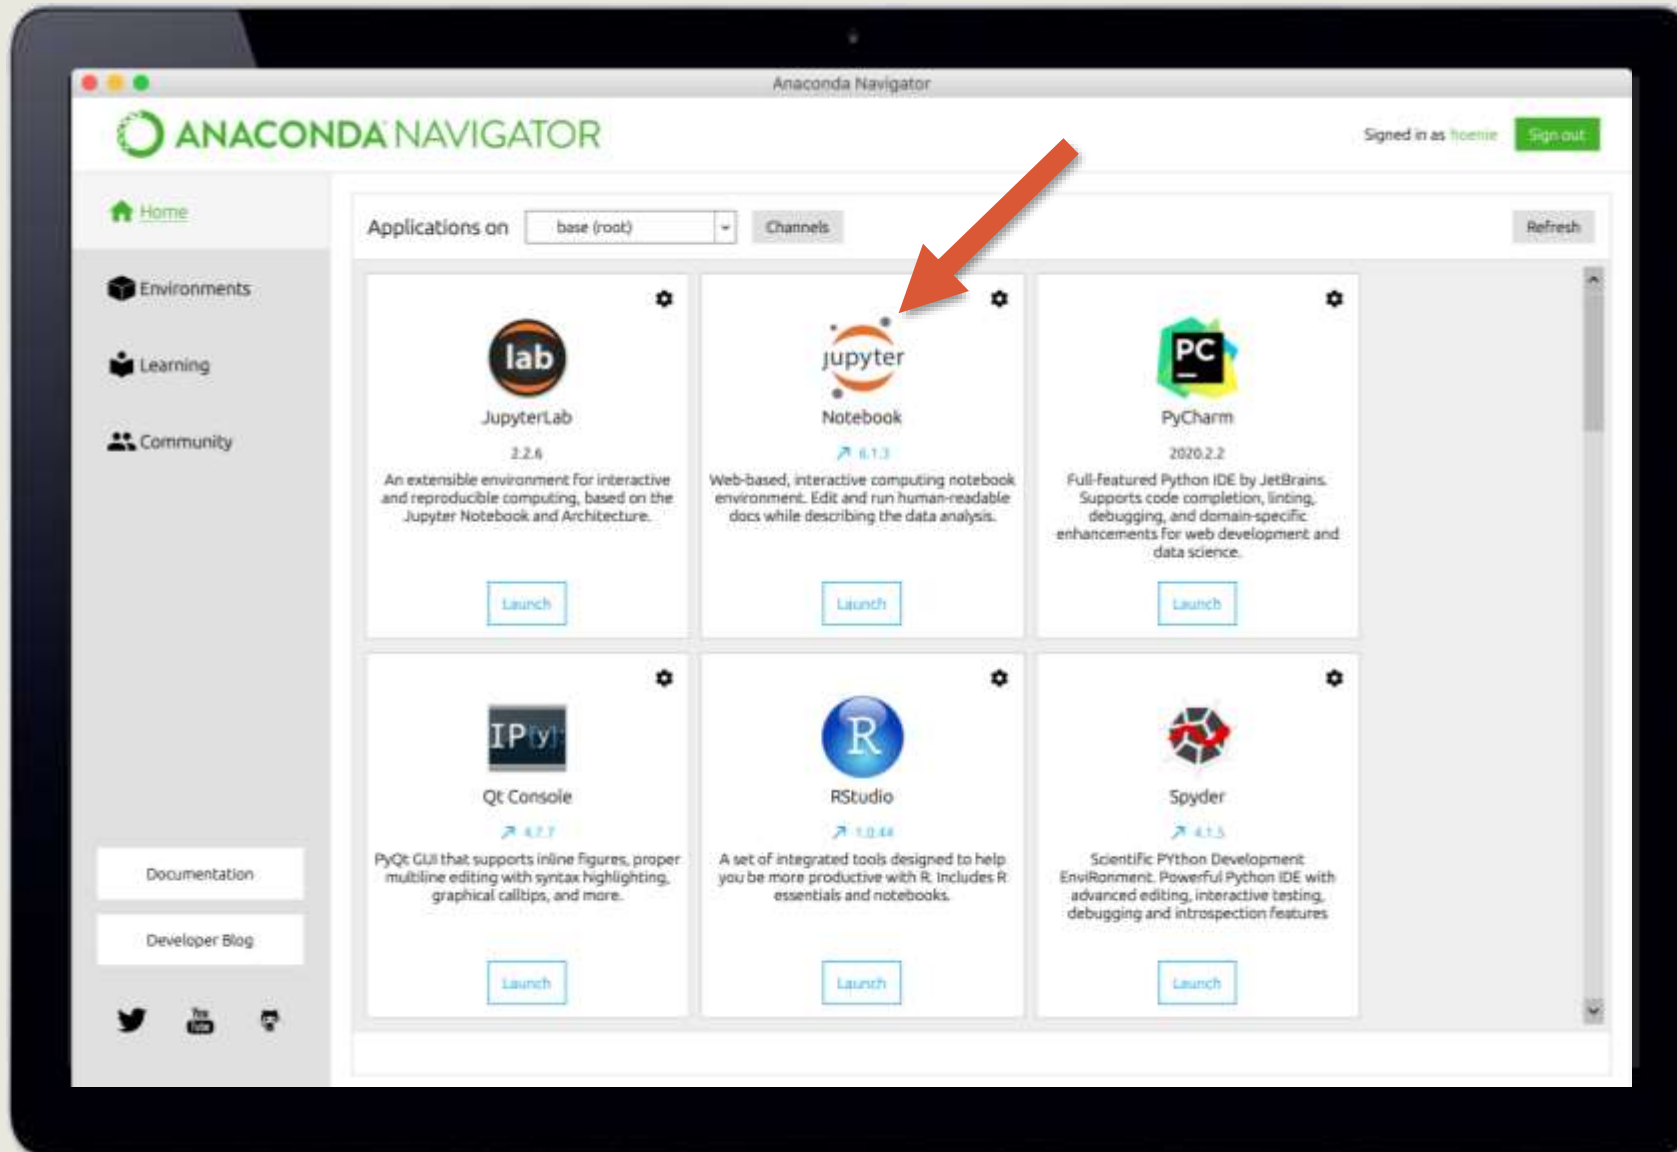 Anaconda Navigator
ANACONDA NAVIGATOR
Signed in as hoenie
Sign out
Home
Environments
Learning
Community
Documentation
Developer Blog
You
Tube
Applications on
base (root)
Channels
Refresh
lab
JupyterLab
2.2.6
An extensible environment for interactive
and reproducible computing, based on the
Jupyter Notebook and Architecture.
Launch
jupyter
Notebook
6.1.3
Web-based, interactive computing notebook
environment. Edit and run human-readable
docs while describing the data analysis.
Launch
PC
PyCharm
2020.2.2
Full-featured Python IDE by JetBrains.
Supports code completion, linting,
debugging, and domain-specific
enhancements for web development and
data science.
Launch
IP[y]:
Qt Console
4.7.7
PyQt GUI that supports inline figures, proper
multiline editing with syntax highlighting,
graphical calltips, and more.
Launch
R
RStudio
1.0.44
A set of integrated tools designed to help
you be more productive with R. Includes R
essentials and notebooks.
Launch
Spyder
4.1.5
Scientific PYthon Development
EnviRonment. Powerful Python IDE with
advanced editing, interactive testing,
debugging and introspection features
Launch